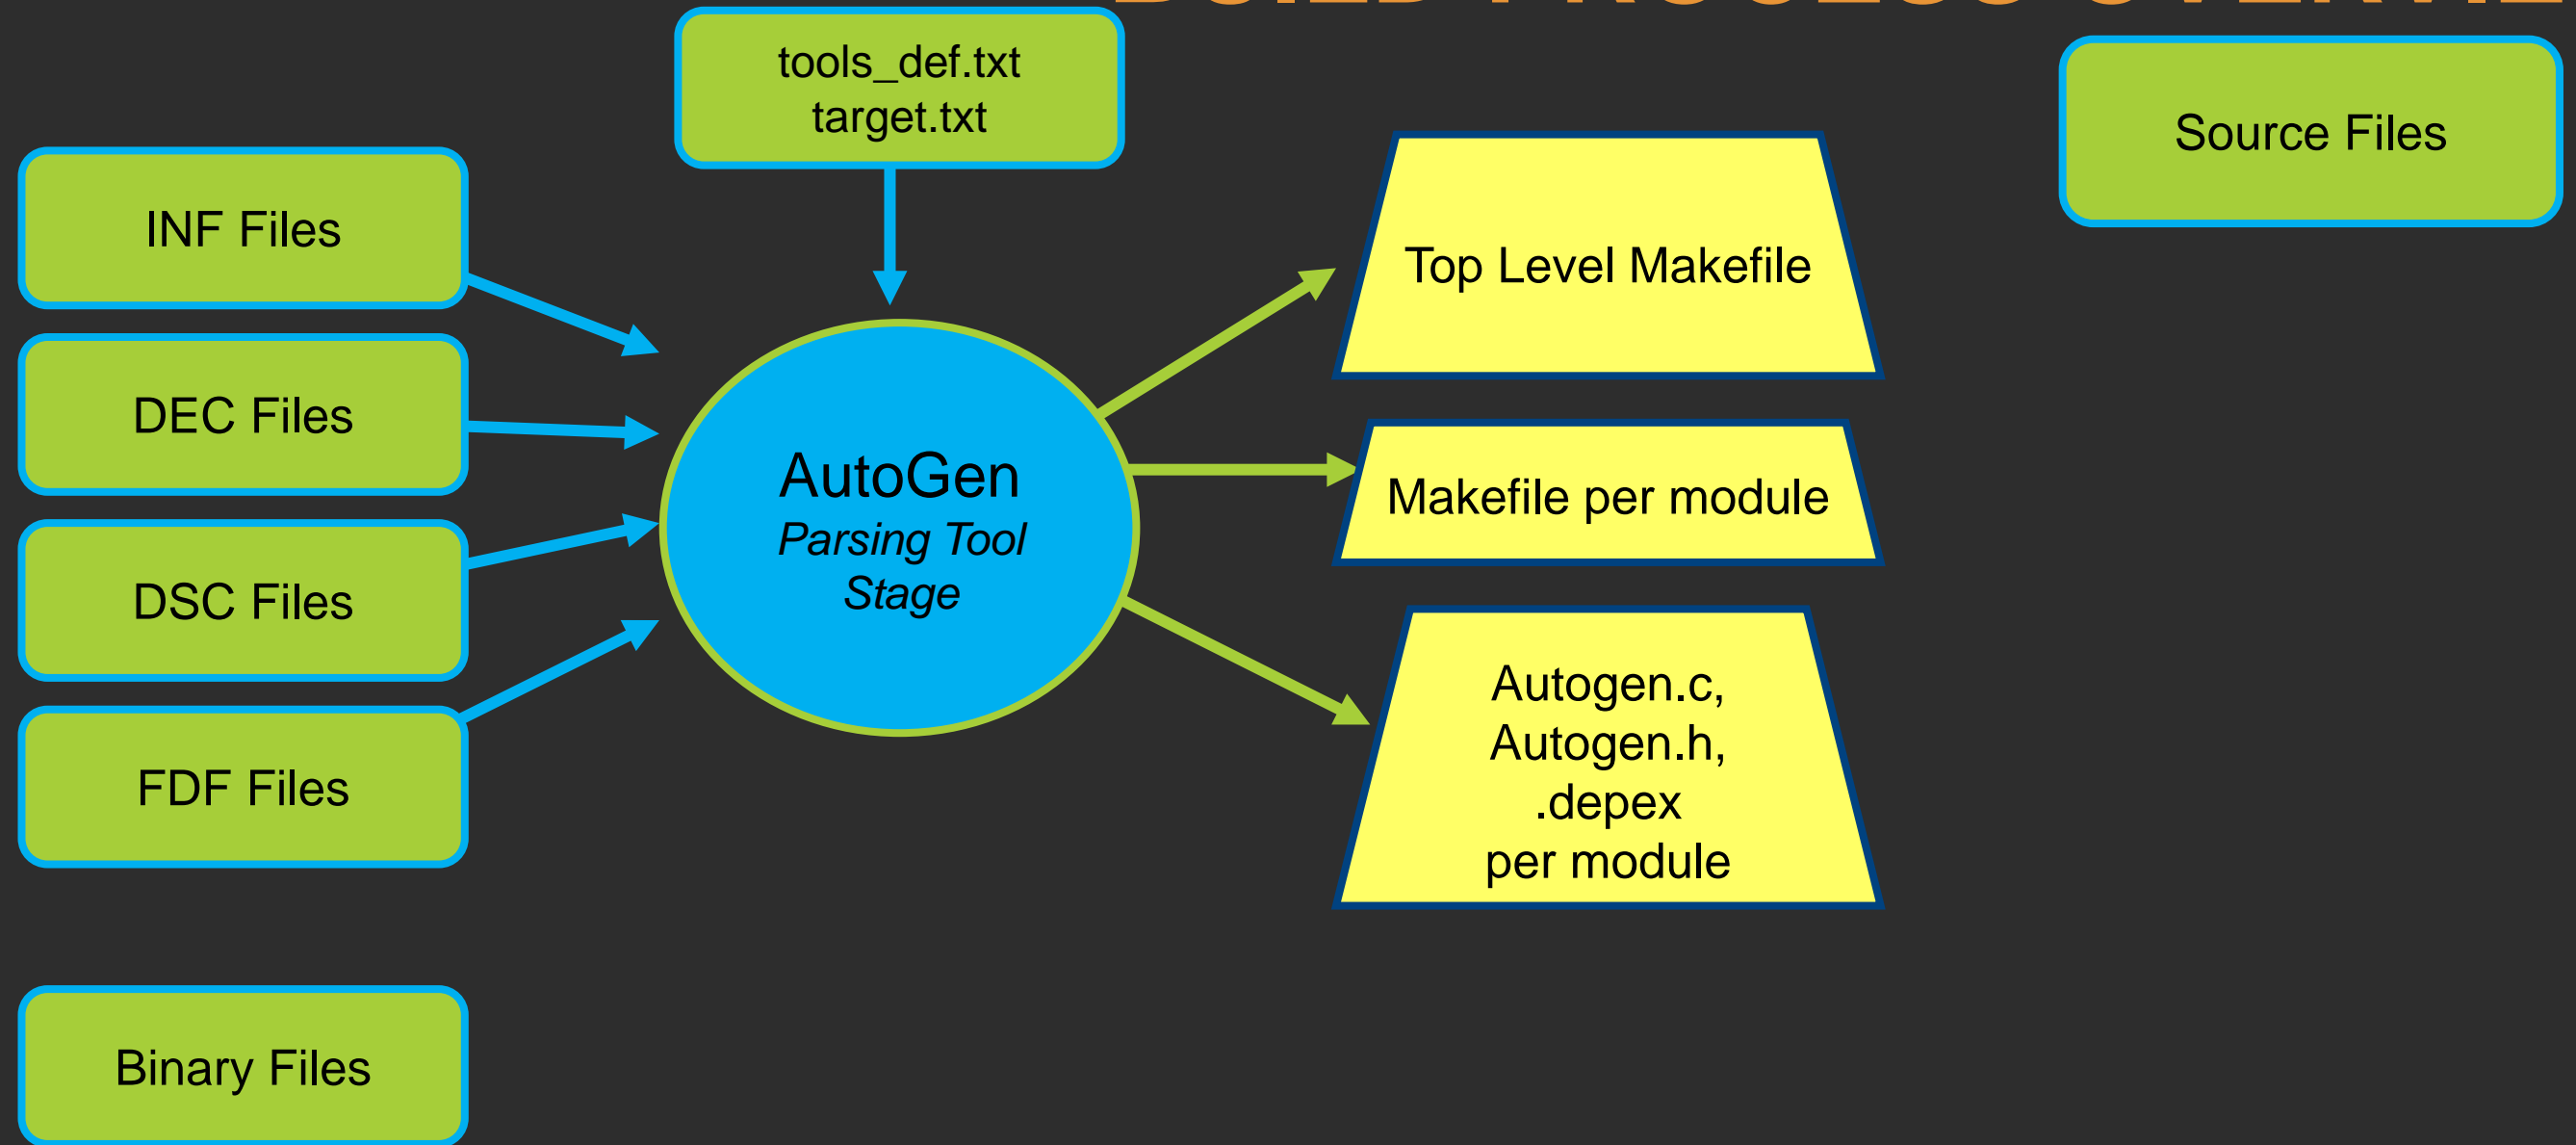 tools_def.txt
target.txt
Source Files
INF Files
DEC Files
DSC Files
FDF Files
Binary Files
AutoGen
Parsing Tool
Stage
Top Level Makefile
Makefile per module
Autogen.c,
Autogen.h,
.depex
per module